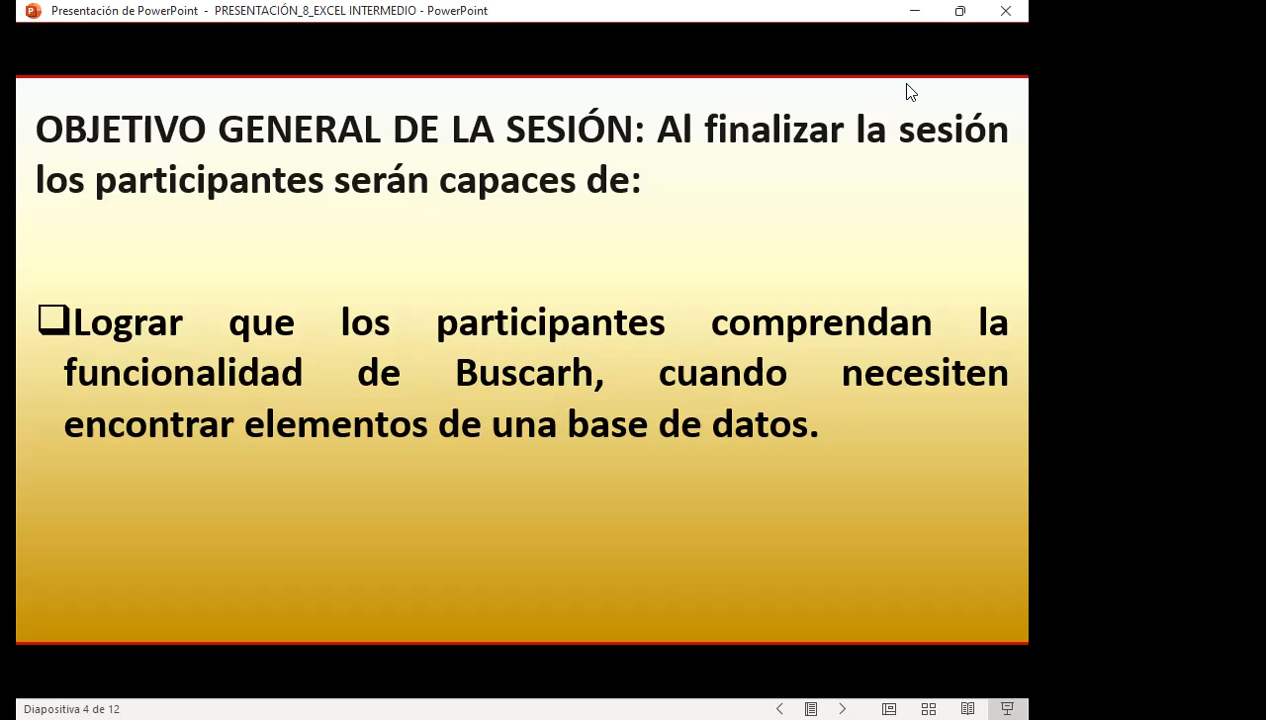 Presentación de PowerPoint - PRESENTACIÓN_8_EXCEL INTERMEDIO - PowerPoint
OBJETIVO GENERAL DE LA SESIÓN: Al finalizar la sesión
los participantes serán capaces de:
Lograr que los participantes comprendan la
funcionalidad de Buscarh, cuando necesiten
encontrar elementos de una base de datos.
Diapositiva 4 de 12